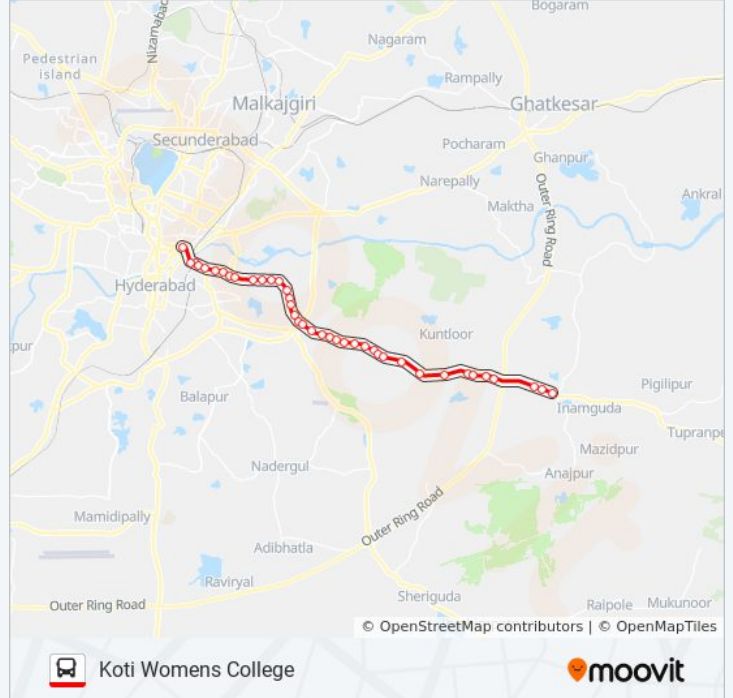 Bogaram
Nizamabad
Nagaram
Pedestrian
island
Rampally
Malkajgiri
Ghatkesar
Secunderabad
Pocharam
Ghanpur
Narepally
Outer Ring Road
Ankral
Maktha
Hyderabad
Kuntloor
pur
Pigilipur
Balapur
Inamguda
Tupranpe
Mazidpur
Nadergul
Anajpur
Outer Ring Road
Mamidipally
Adibhatla
Raviryal
Sheriguda
Outer Ring Road
Ralpole
Mukunoor
© OpenStreetMap contributors | © OpenMapTiles
Koti Womens College
moovit